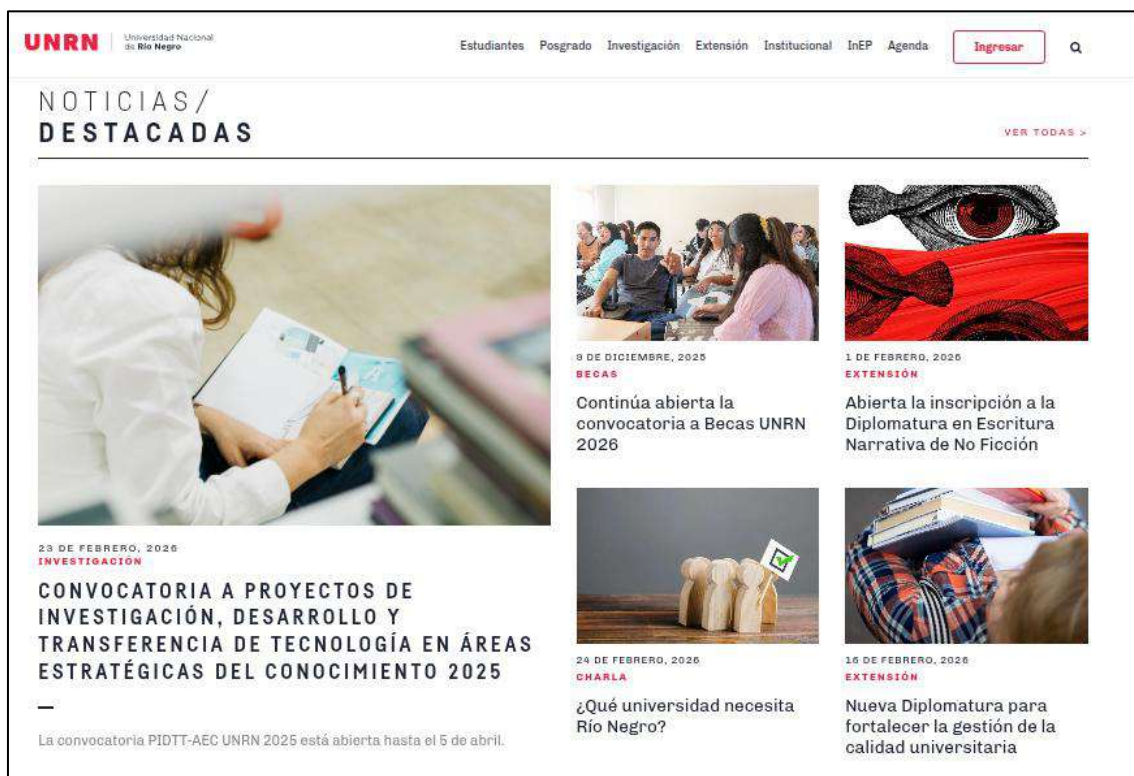 UNRN
Universidad Nacional
de Río Negro
Estudiantes Posgrado Investigación Extensión Institucional InEP Agenda Ingresar
NOTICIAS/
DESTACADAS
VER TODAS >
23 DE FEBRERO, 2026
INVESTIGACIÓN
CONVOCATORIA A PROYECTOS DE
INVESTIGACIÓN, DESARROLLO Y
TRANSFERENCIA DE TECNOLOGÍA EN ÁREAS
ESTRATÉGICAS DEL CONOCIMIENTO 2025
La convocatoria PIDTT-AEC UNRN 2025 está abierta hasta el 5 de abril.
9 DE DICIEMBRE, 2025
BECAS
Continúa abierta la
convocatoria a Becas UNRN
2026
1 DE FEBRERO, 2026
EXTENSIÓN
Abierta la inscripción a la
Diplomatura en Escritura
Narrativa de No Ficción
24 DE FEBRERO, 2026
CHARLA
¿Qué universidad necesita
Río Negro?
16 DE FEBRERO, 2026
EXTENSIÓN
Nueva Diplomatura para
fortalecer la gestión de la
calidad universitaria